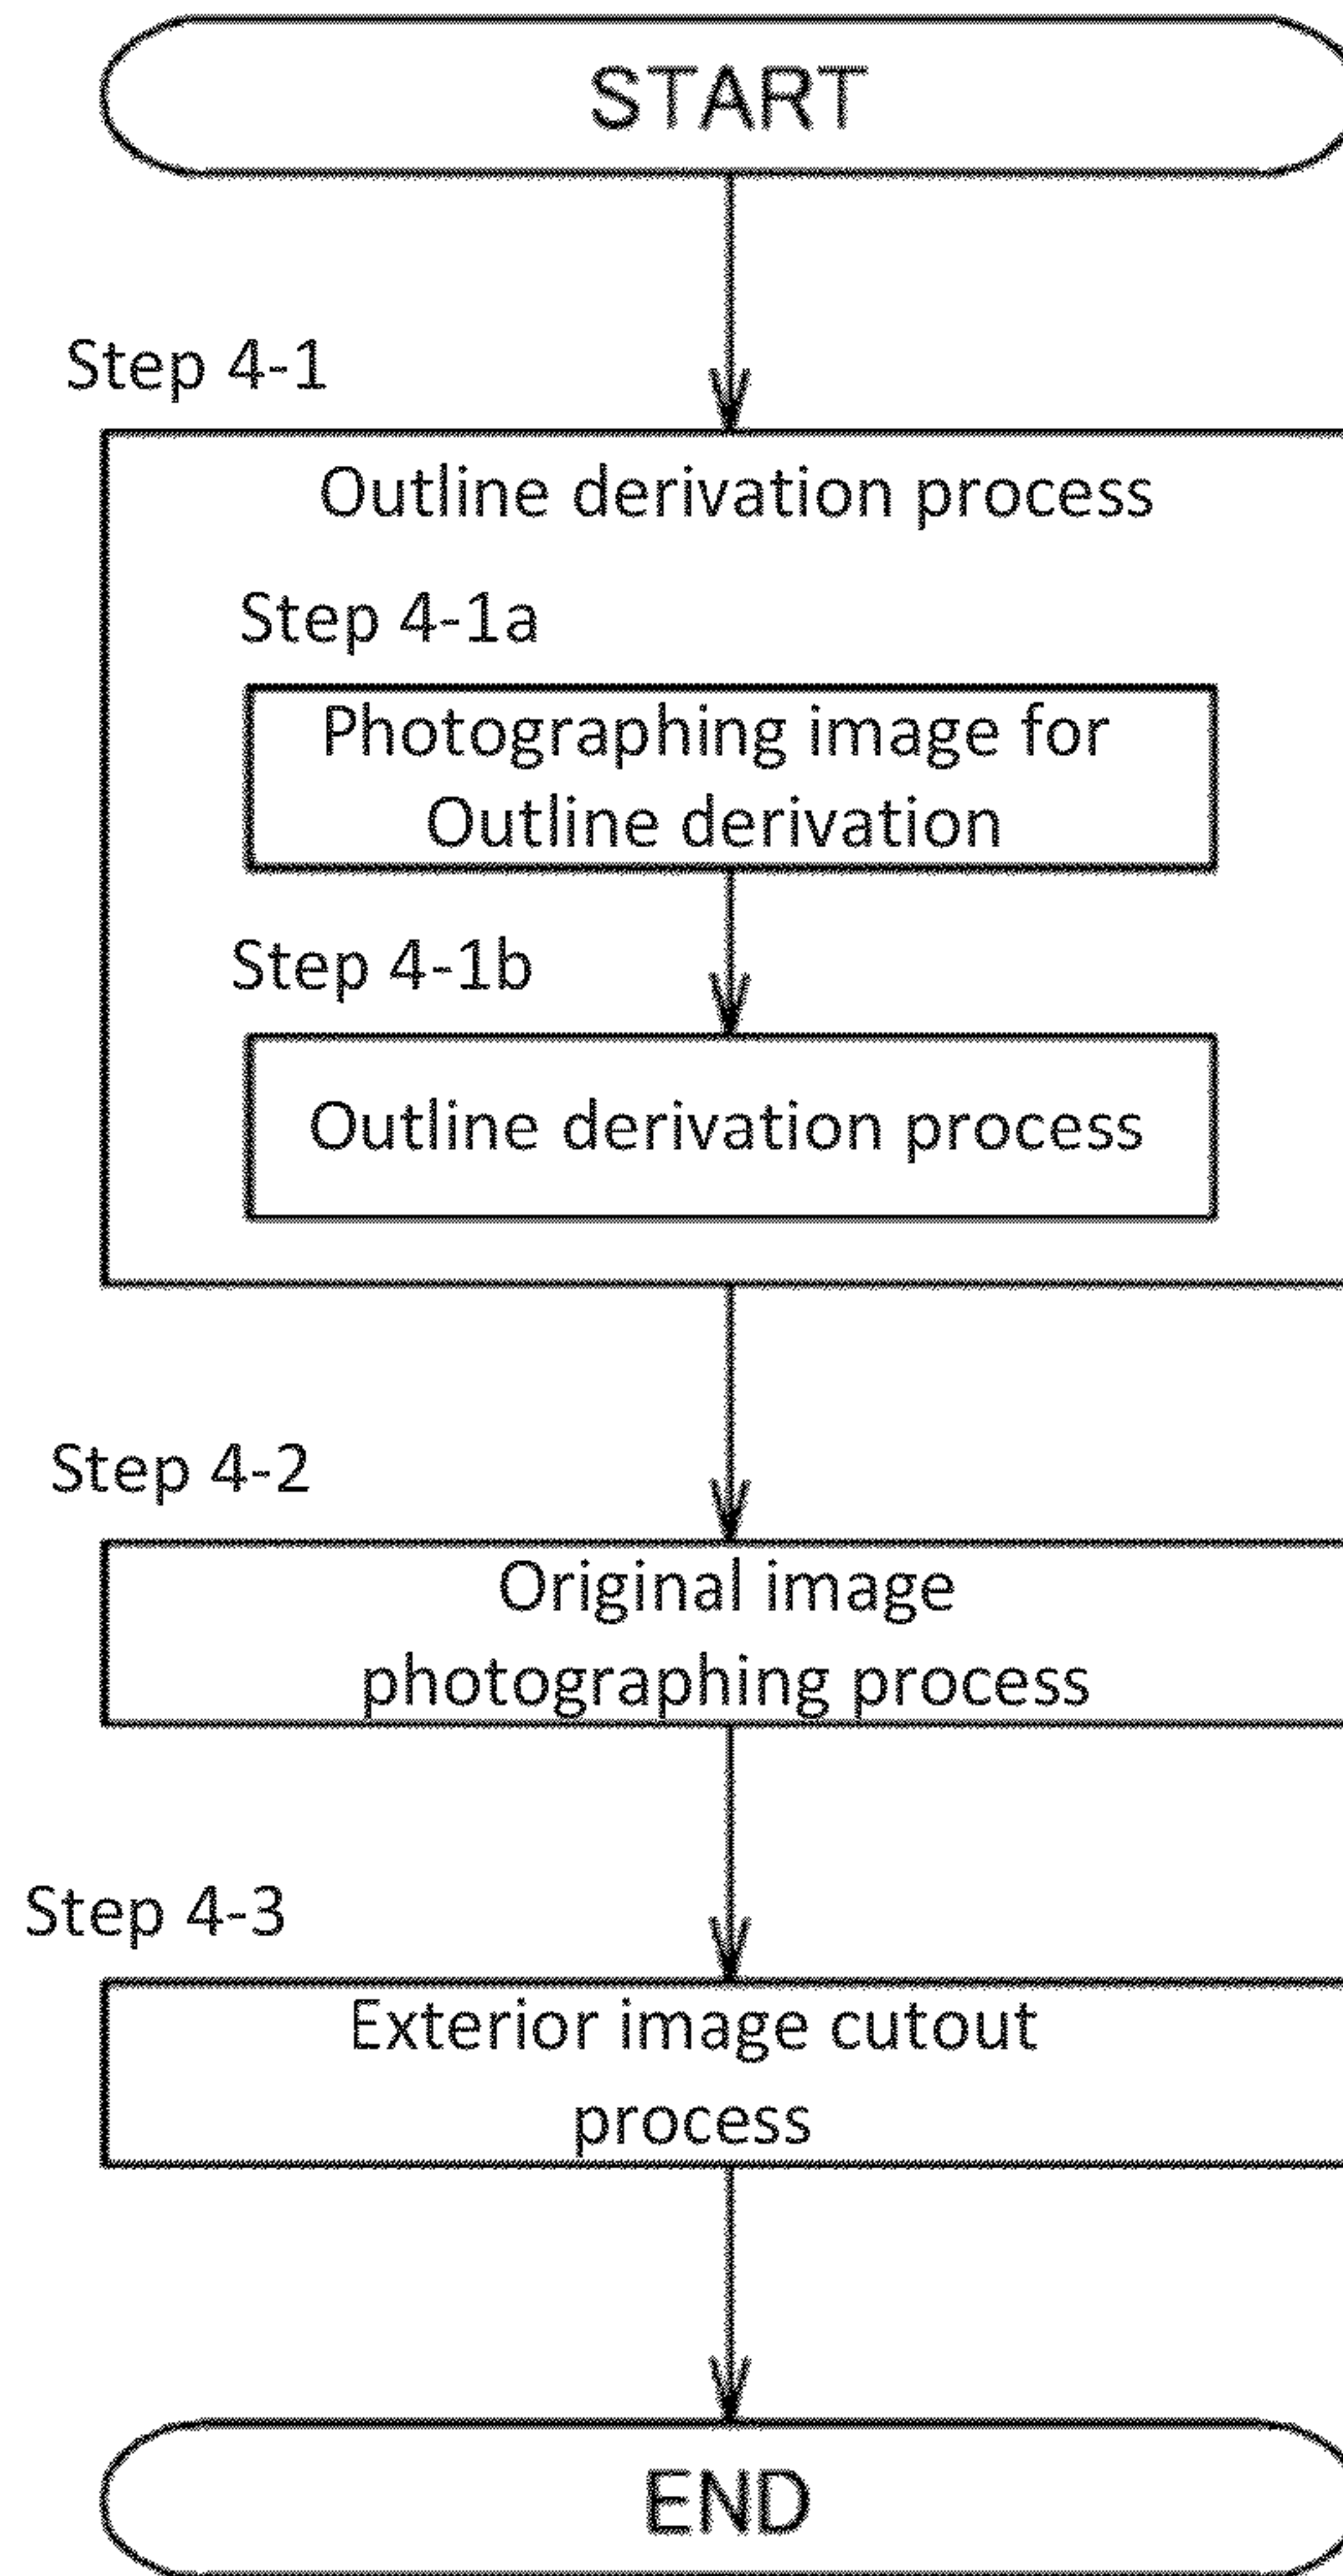 START
Step 4-1
Outline derivation process
Step 4-1a
Photographing image for
Outline derivation
Step 4-1b
Outline derivation process
Step 4-2
Original image
photographing process
Step 4-3
Exterior image cutout
process
END